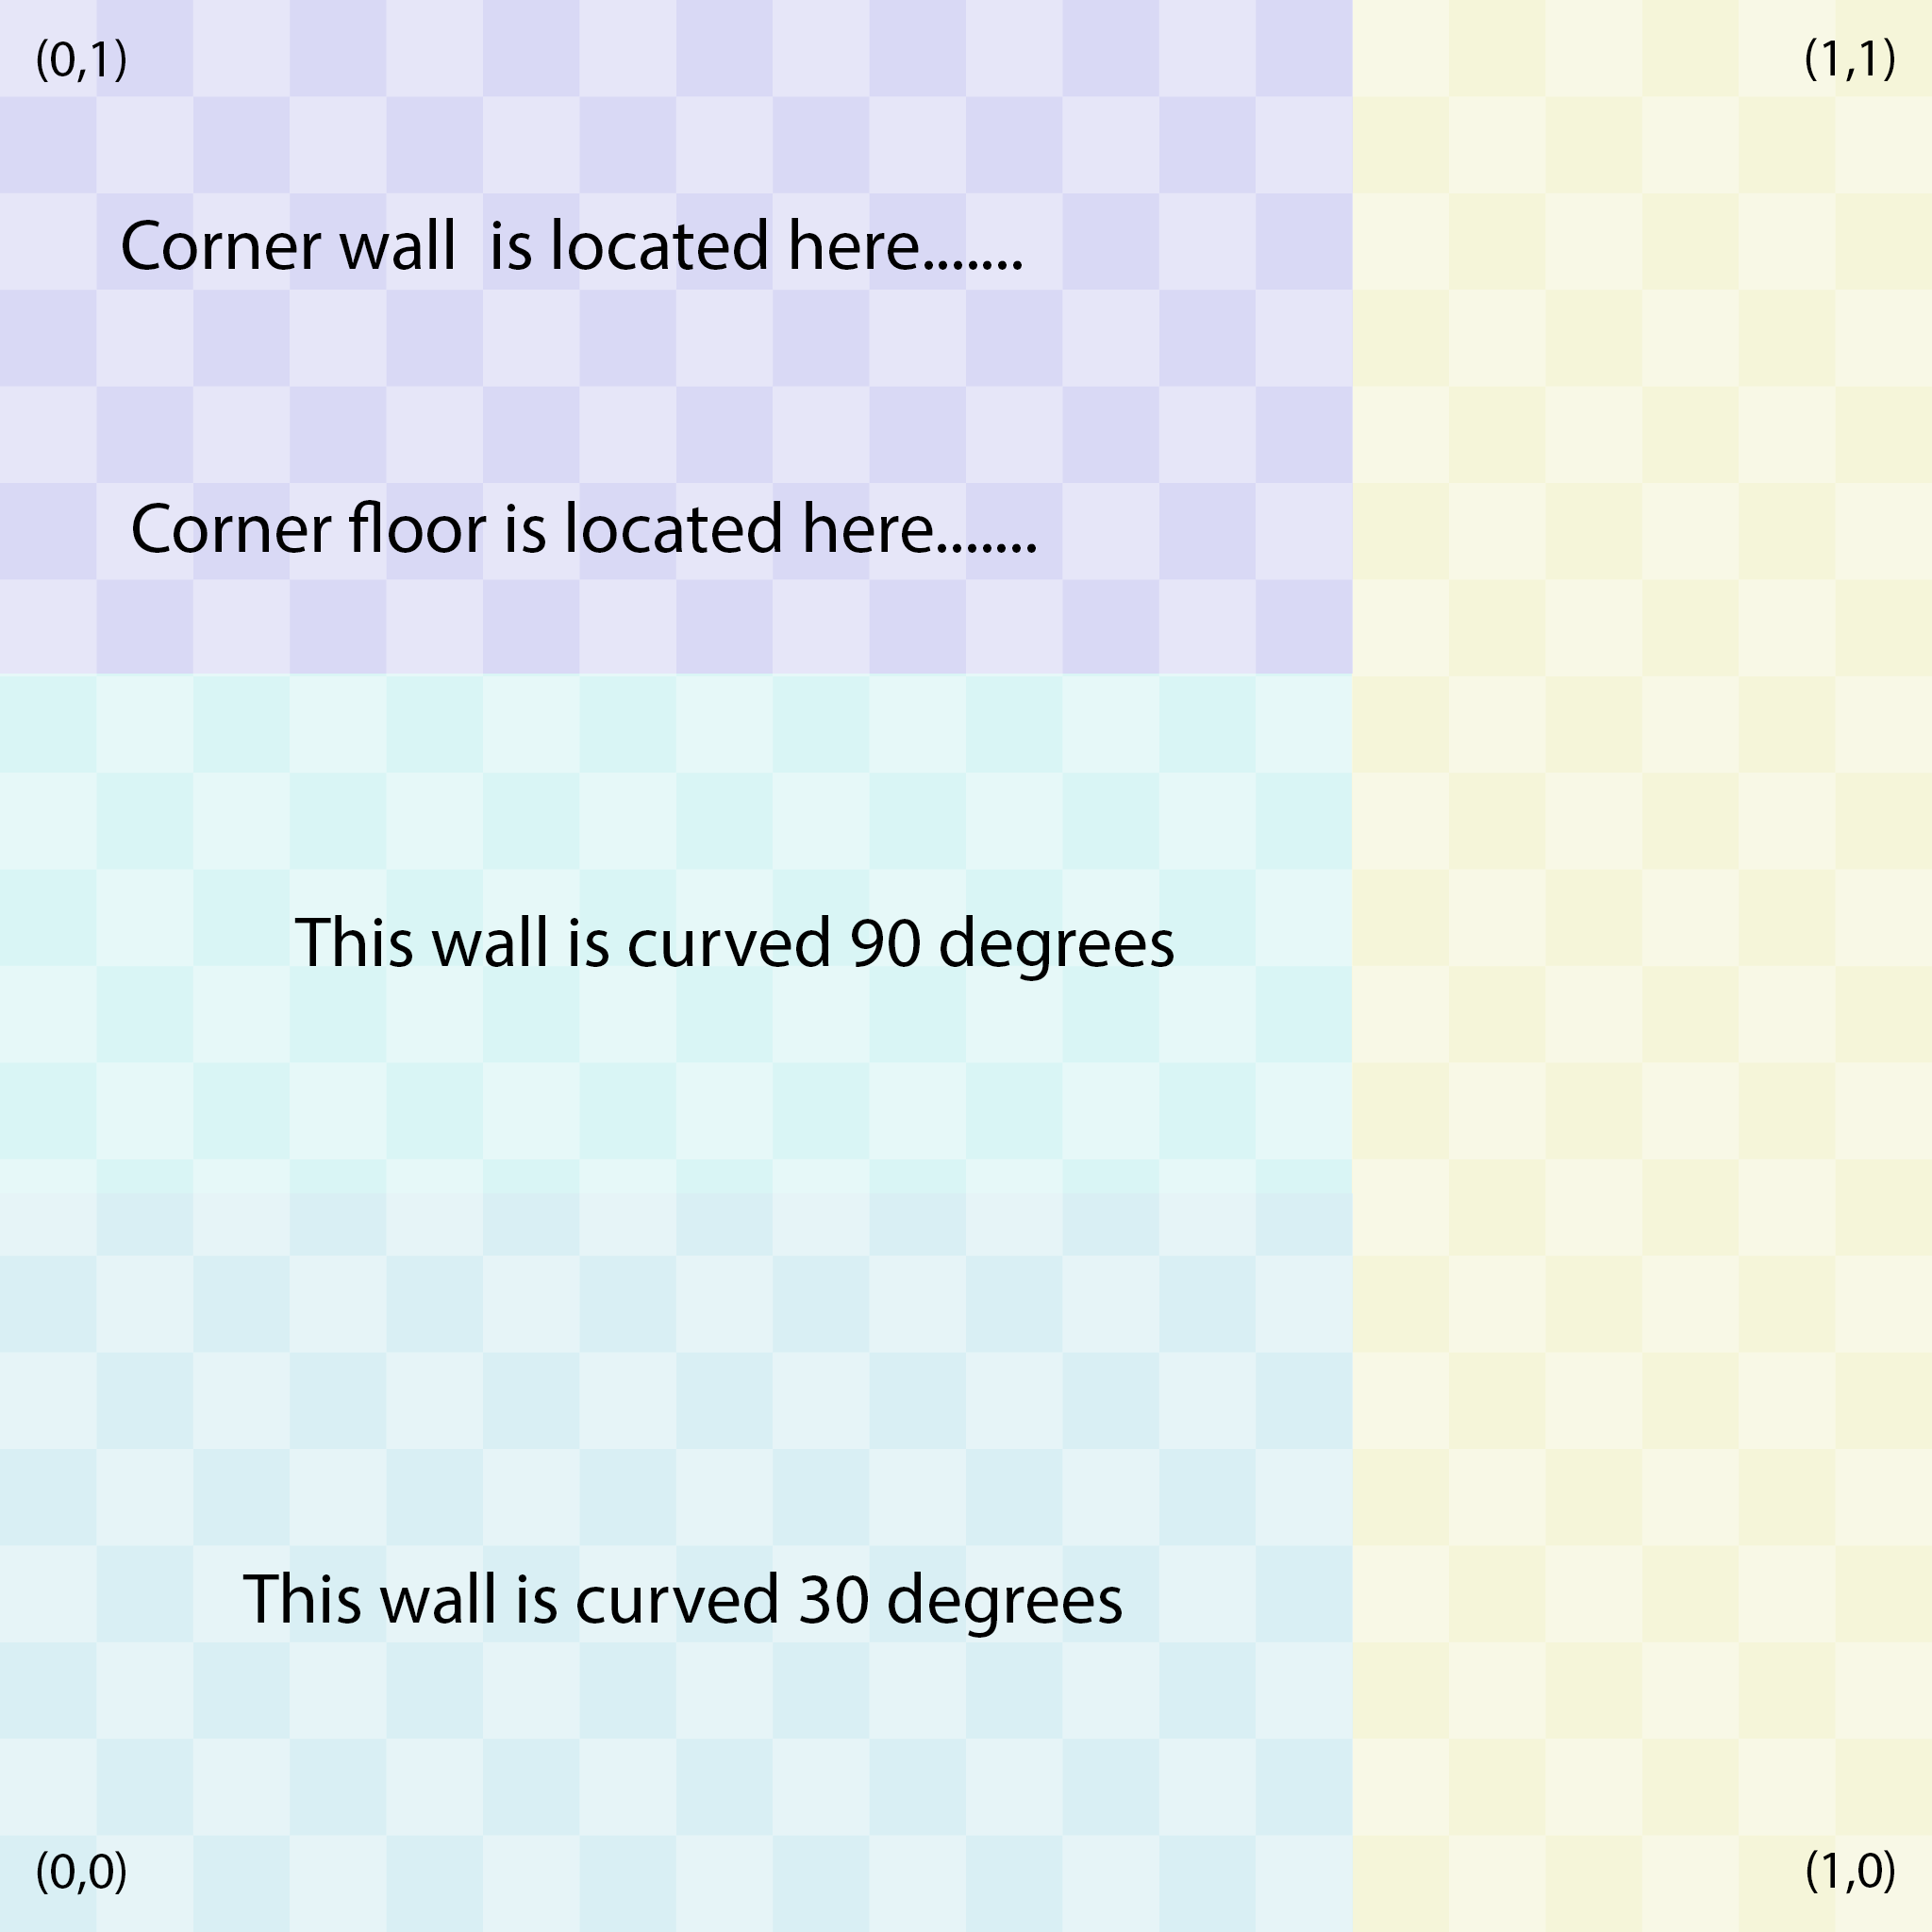 (0,1) (1,1)
Corner wall  is located here.......
Corner floor is located here.......
This wall is curved 90 degrees
This wall is curved 30 degrees
(0,0) (1,0)